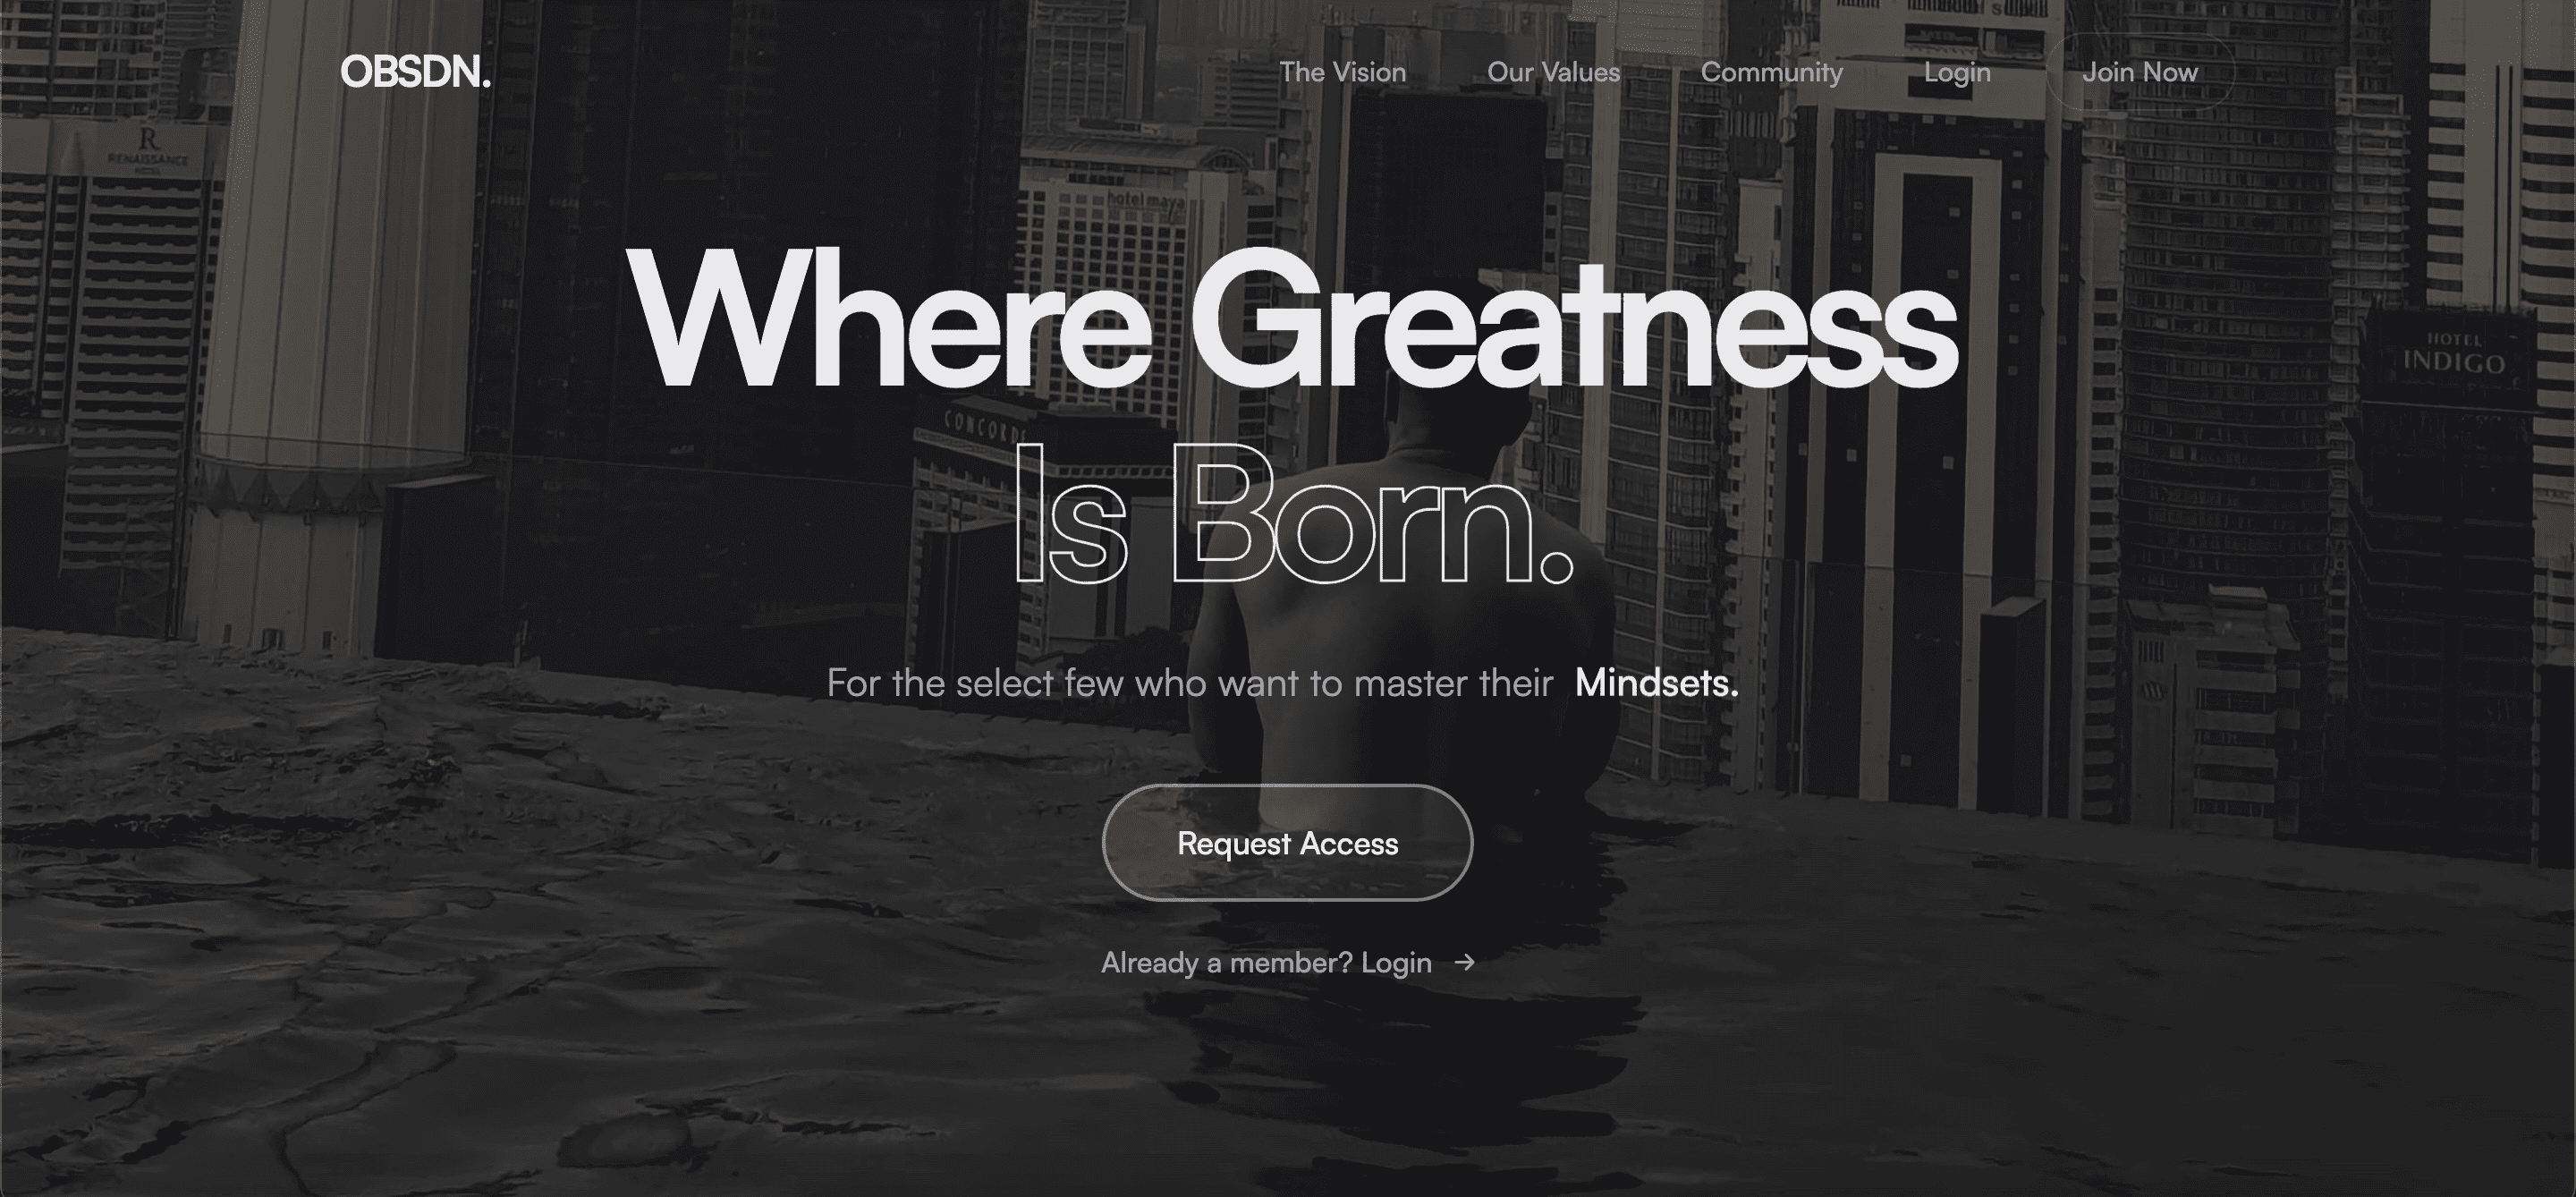 OBSDN.
The Vision
Our Values
Community
Login
Join Now
R
RENAISSANCE
HOTEL
hotel maya
Where Greatness
HOTEL
INDIGO
CONCORDE
Is Born.
For the select few who want to master their Mindsets.
Request Access
Already a member? Login →